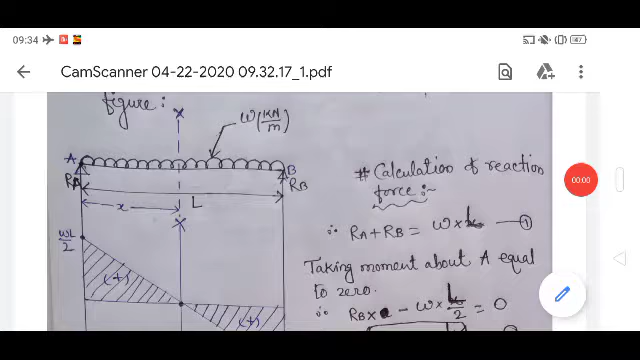 09:34
CamScanner 04-22-2020 09.32.17_1.pdf
00:00
figure:
x
ω(KN/m)
A
B
RA
RB
x
L
x
ωL/2
(+)
(+)
# Calculation of reaction
force :-
∴ RA + RB = ω × L —①
Taking moment about A equal
to zero.
∴ RB × - ω × L/2 = 0